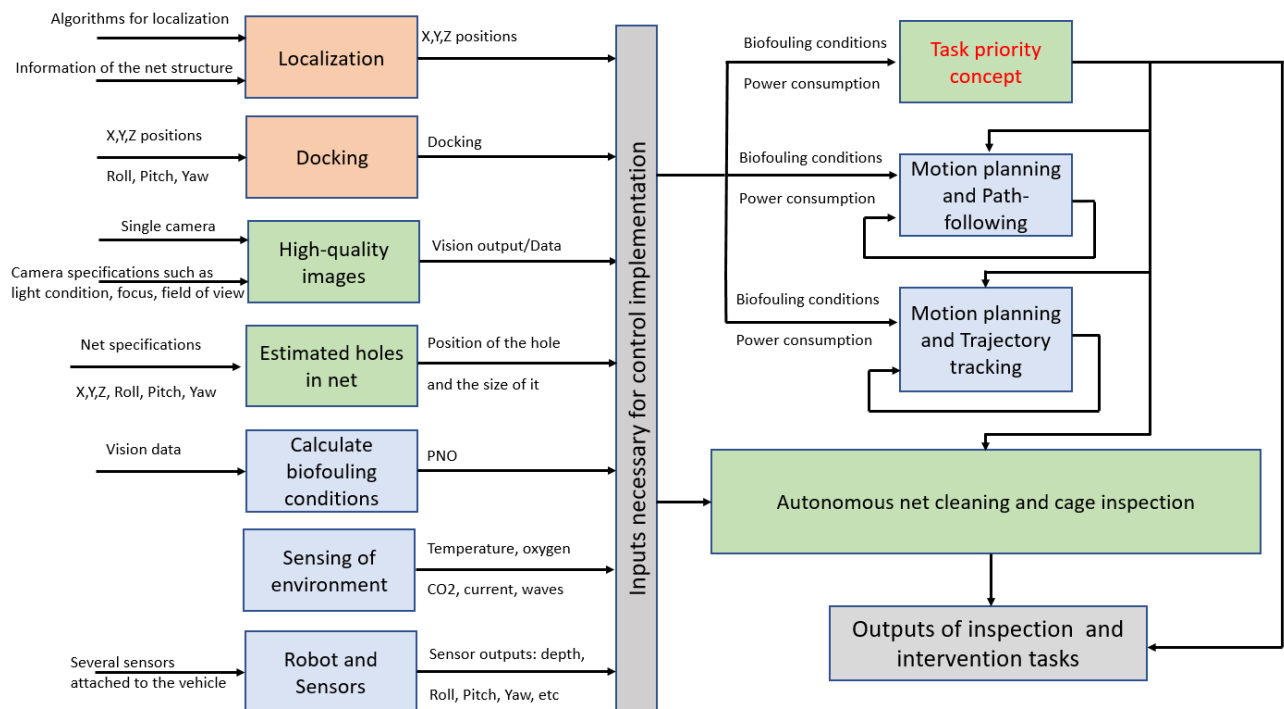 Algorithms for localization
Information of the net structure
Localization
X,Y,Z positions
X,Y,Z positions
Roll, Pitch, Yaw
Docking
Docking
Single camera
Camera specifications such as
light condition, focus, field of view
High-quality
images
Vision output/Data
Net specifications
X,Y,Z, Roll, Pitch, Yaw
Estimated holes
in net
Position of the hole
and the size of it
Vision data
Calculate
biofouling
conditions
PNO
Sensing of
environment
Temperature, oxygen
CO2, current, waves
Several sensors
attached to the vehicle
Robot and
Sensors
Sensor outputs: depth,
Roll, Pitch, Yaw, etc
Inputs necessary for control implementation
Biofouling conditions
Power consumption
Task priority
concept
Biofouling conditions
Power consumption
Motion planning
and Path-
following
Biofouling conditions
Power consumption
Motion planning
and Trajectory
tracking
Autonomous net cleaning and cage inspection
Outputs of inspection and
intervention tasks